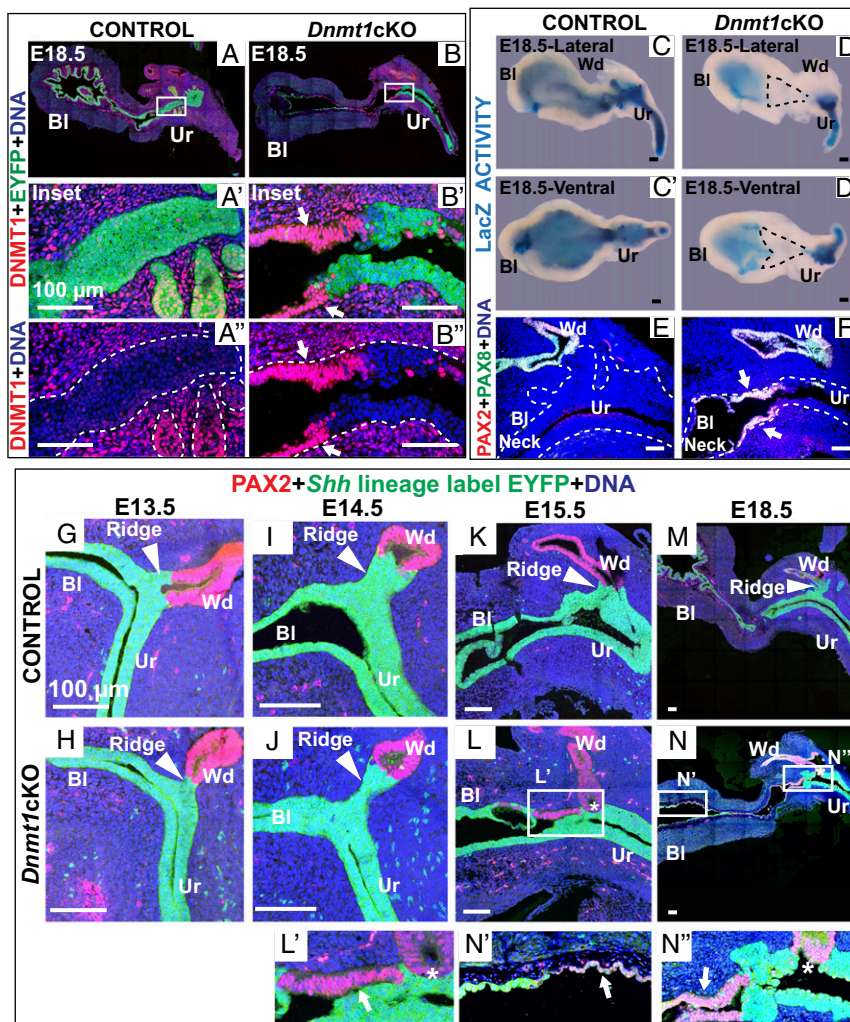 CONTROL
Dnmt1cKO
CONTROL
Dnmt1cKO
DNMT1+EYFP+DNA
E18.5
A
Bl
Ur
E18.5
B
Bl
Ur
Inset
A'
100 µm
Inset
B'
DNMT1+DNA
A"
B"
LacZ ACTIVITY
E18.5-Lateral
C
Bl
Wd
Ur
E18.5-Lateral
D
Bl
Wd
Ur
E18.5-Ventral
C'
Bl
Ur
E18.5-Ventral
D
Bl
Ur
PAX2+PAX8+DNA
Wd
E
Bl
Neck
Ur
Wd
F
Bl
Neck
Ur
PAX2+Shh lineage label EYFP+DNA
E13.5
E14.5
E15.5
E18.5
CONTROL
G
Ridge
Bl
Wd
Ur
100 µm
I
Ridge
Wd
Bl
Ur
K
Wd
Ridge
Bl
Ur
M
Wd
Ridge
Bl
Ur
Dnmt1cKO
H
Ridge
Bl
Wd
Ur
J
Ridge
Wd
Bl
Ur
L
Wd
L'
Bl
*
Ur
N
Wd
N"
N'
*
Ur
Bl
L'
*
N'
N"
*